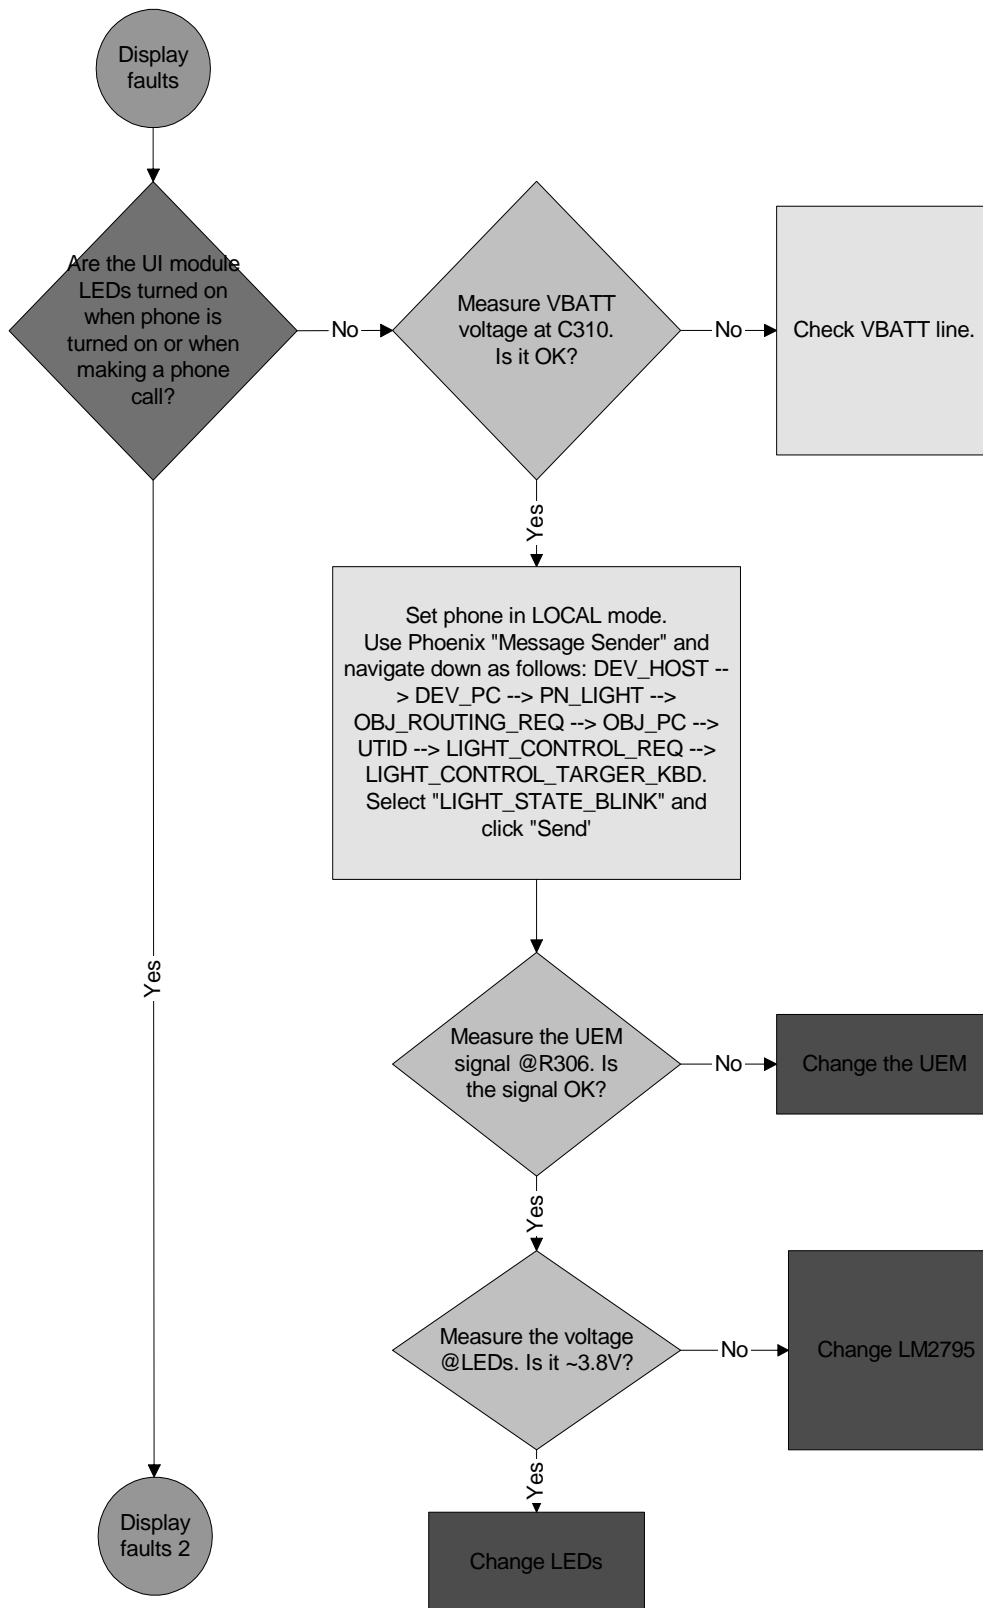 Display
faults
Are the UI module
LEDs turned on
when phone is
turned on or when
making a phone
call?
No
Measure VBATT
voltage at C310.
Is it OK?
No
Check VBATT line.
Yes
Set phone in LOCAL mode.
Use Phoenix "Message Sender" and
navigate down as follows: DEV_HOST --
> DEV_PC --> PN_LIGHT -->
OBJ_ROUTING_REQ --> OBJ_PC -->
UTID --> LIGHT_CONTROL_REQ -->
LIGHT_CONTROL_TARGER_KBD.
Select "LIGHT_STATE_BLINK" and
click "Send'
Yes
Measure the UEM
signal @R306. Is
the signal OK?
No
Change the UEM
Yes
Measure the voltage
@LEDs. Is it ~3.8V?
No
Change LM2795
Yes
Change LEDs
Display
faults 2